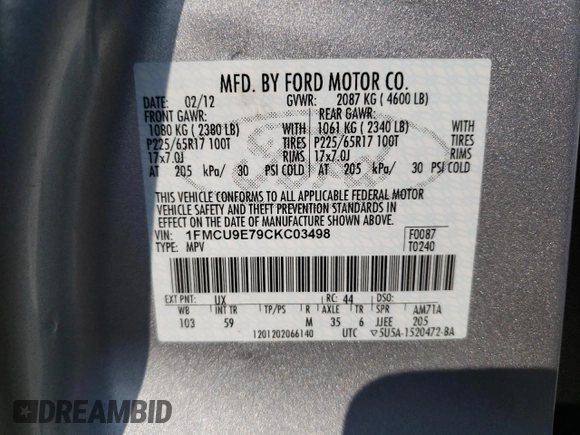 MFD. BY FORD MOTOR CO.
DATE: 02/12 GVWR: 2087 KG ( 4600 LB)
FRONT GAWR: REAR GAWR:
1080 KG ( 2380 LB) WITH 1061 KG ( 2340 LB) WITH
P225/65R17 100T TIRES P225/65R17 100T TIRES
17x7.0J RIMS 17x7.0J RIMS
AT 205 kPa/ 30 PSI COLD AT 205 kPa/ 30 PSI COLD
THIS VEHICLE CONFORMS TO ALL APPLICABLE FEDERAL MOTOR
VEHICLE SAFETY AND THEFT PREVENTION STANDARDS IN
EFFECT ON THE DATE OF MANUFACTURE SHOWN ABOVE.
VIN: 1FMCU9E79CKC03498 F0087
TYPE: MPV T0240
EXT PNT: UX RC: 44 DSO:
WB INT TR TP/PS R AXLE TR SPR AM71A
103 59 M 35 6 JJEE 205
1201202066140 UTC ▽5U5A-1520472-BA
Ford
DREAMBID